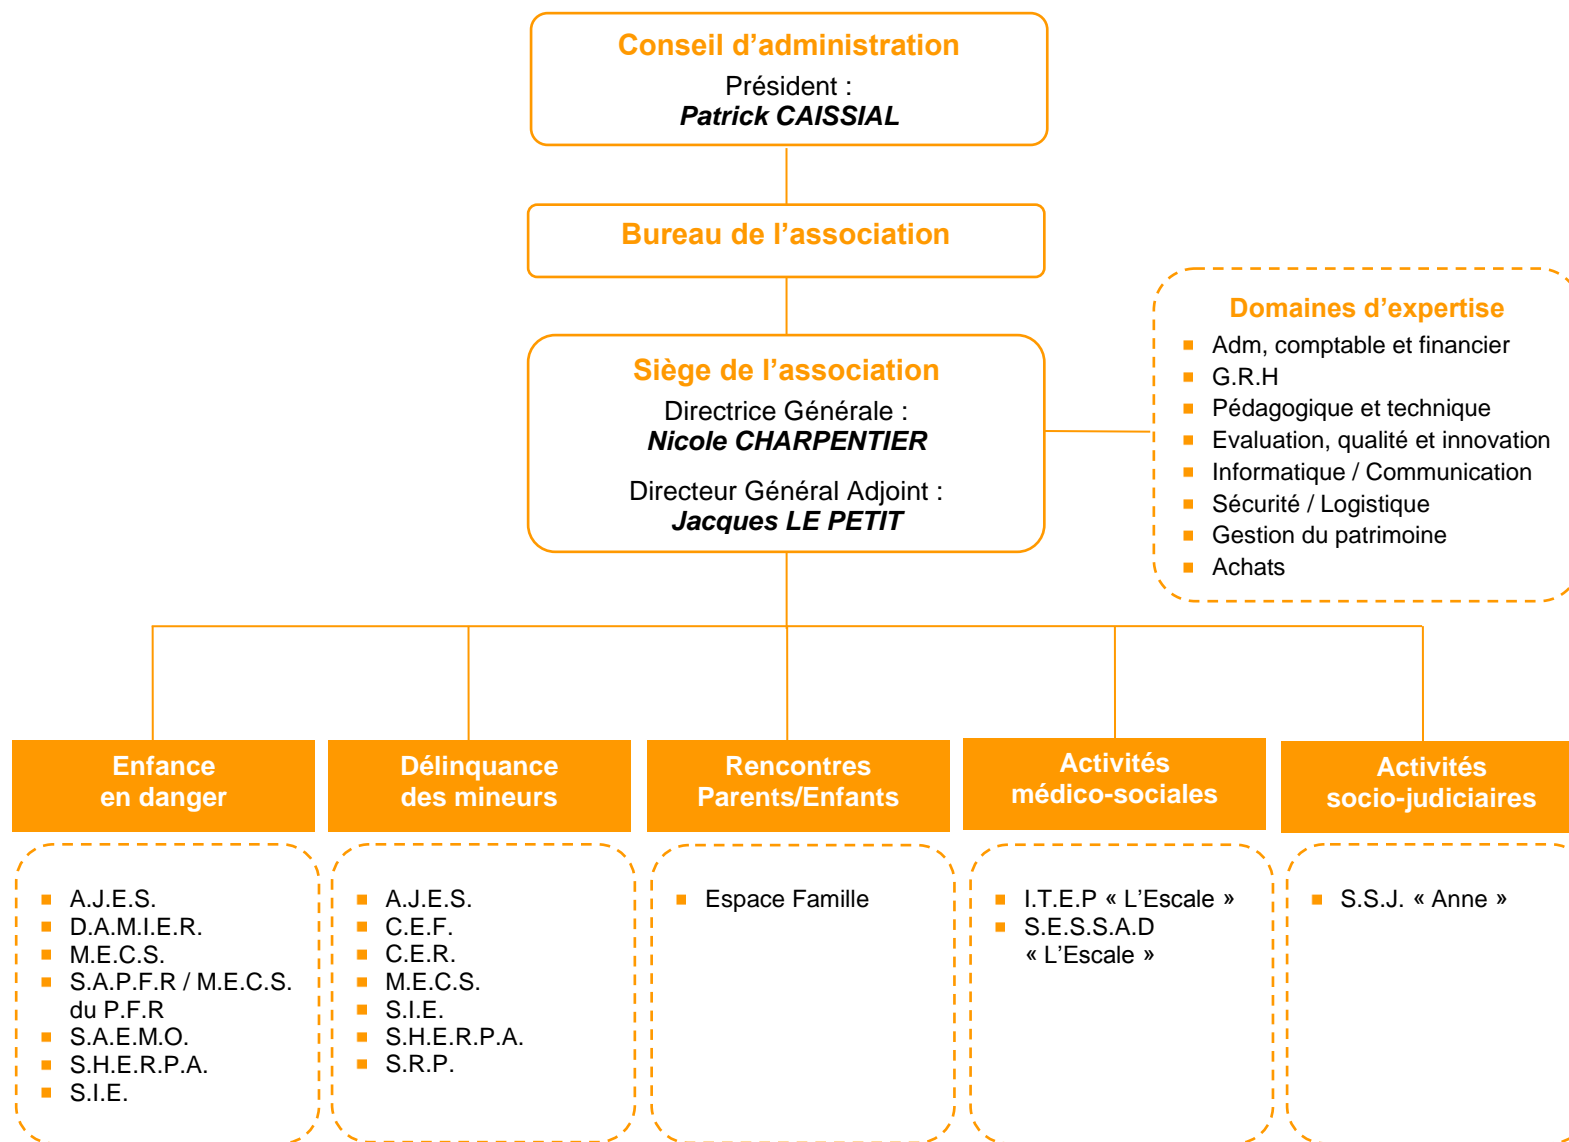 Conseil d’administration
Président :
Patrick CAISSIAL
Bureau de l’association
Siège de l’association
Directrice Générale :
Nicole CHARPENTIER
Directeur Général Adjoint :
Jacques LE PETIT
Domaines d’expertise
Adm, comptable et financier
G.R.H
Pédagogique et technique
Evaluation, qualité et innovation
Informatique / Communication
Sécurité / Logistique
Gestion du patrimoine
Achats
Enfance
en danger
A.J.E.S.
D.A.M.I.E.R.
M.E.C.S.
S.A.P.F.R / M.E.C.S.
du P.F.R
S.A.E.M.O.
S.H.E.R.P.A.
S.I.E.
Délinquance
des mineurs
A.J.E.S.
C.E.F.
C.E.R.
M.E.C.S.
S.I.E.
S.H.E.R.P.A.
S.R.P.
Rencontres
Parents/Enfants
Espace Famille
Activités
médico-sociales
I.T.E.P « L’Escale »
S.E.S.S.A.D
« L’Escale »
Activités
socio-judiciaires
S.S.J. « Anne »